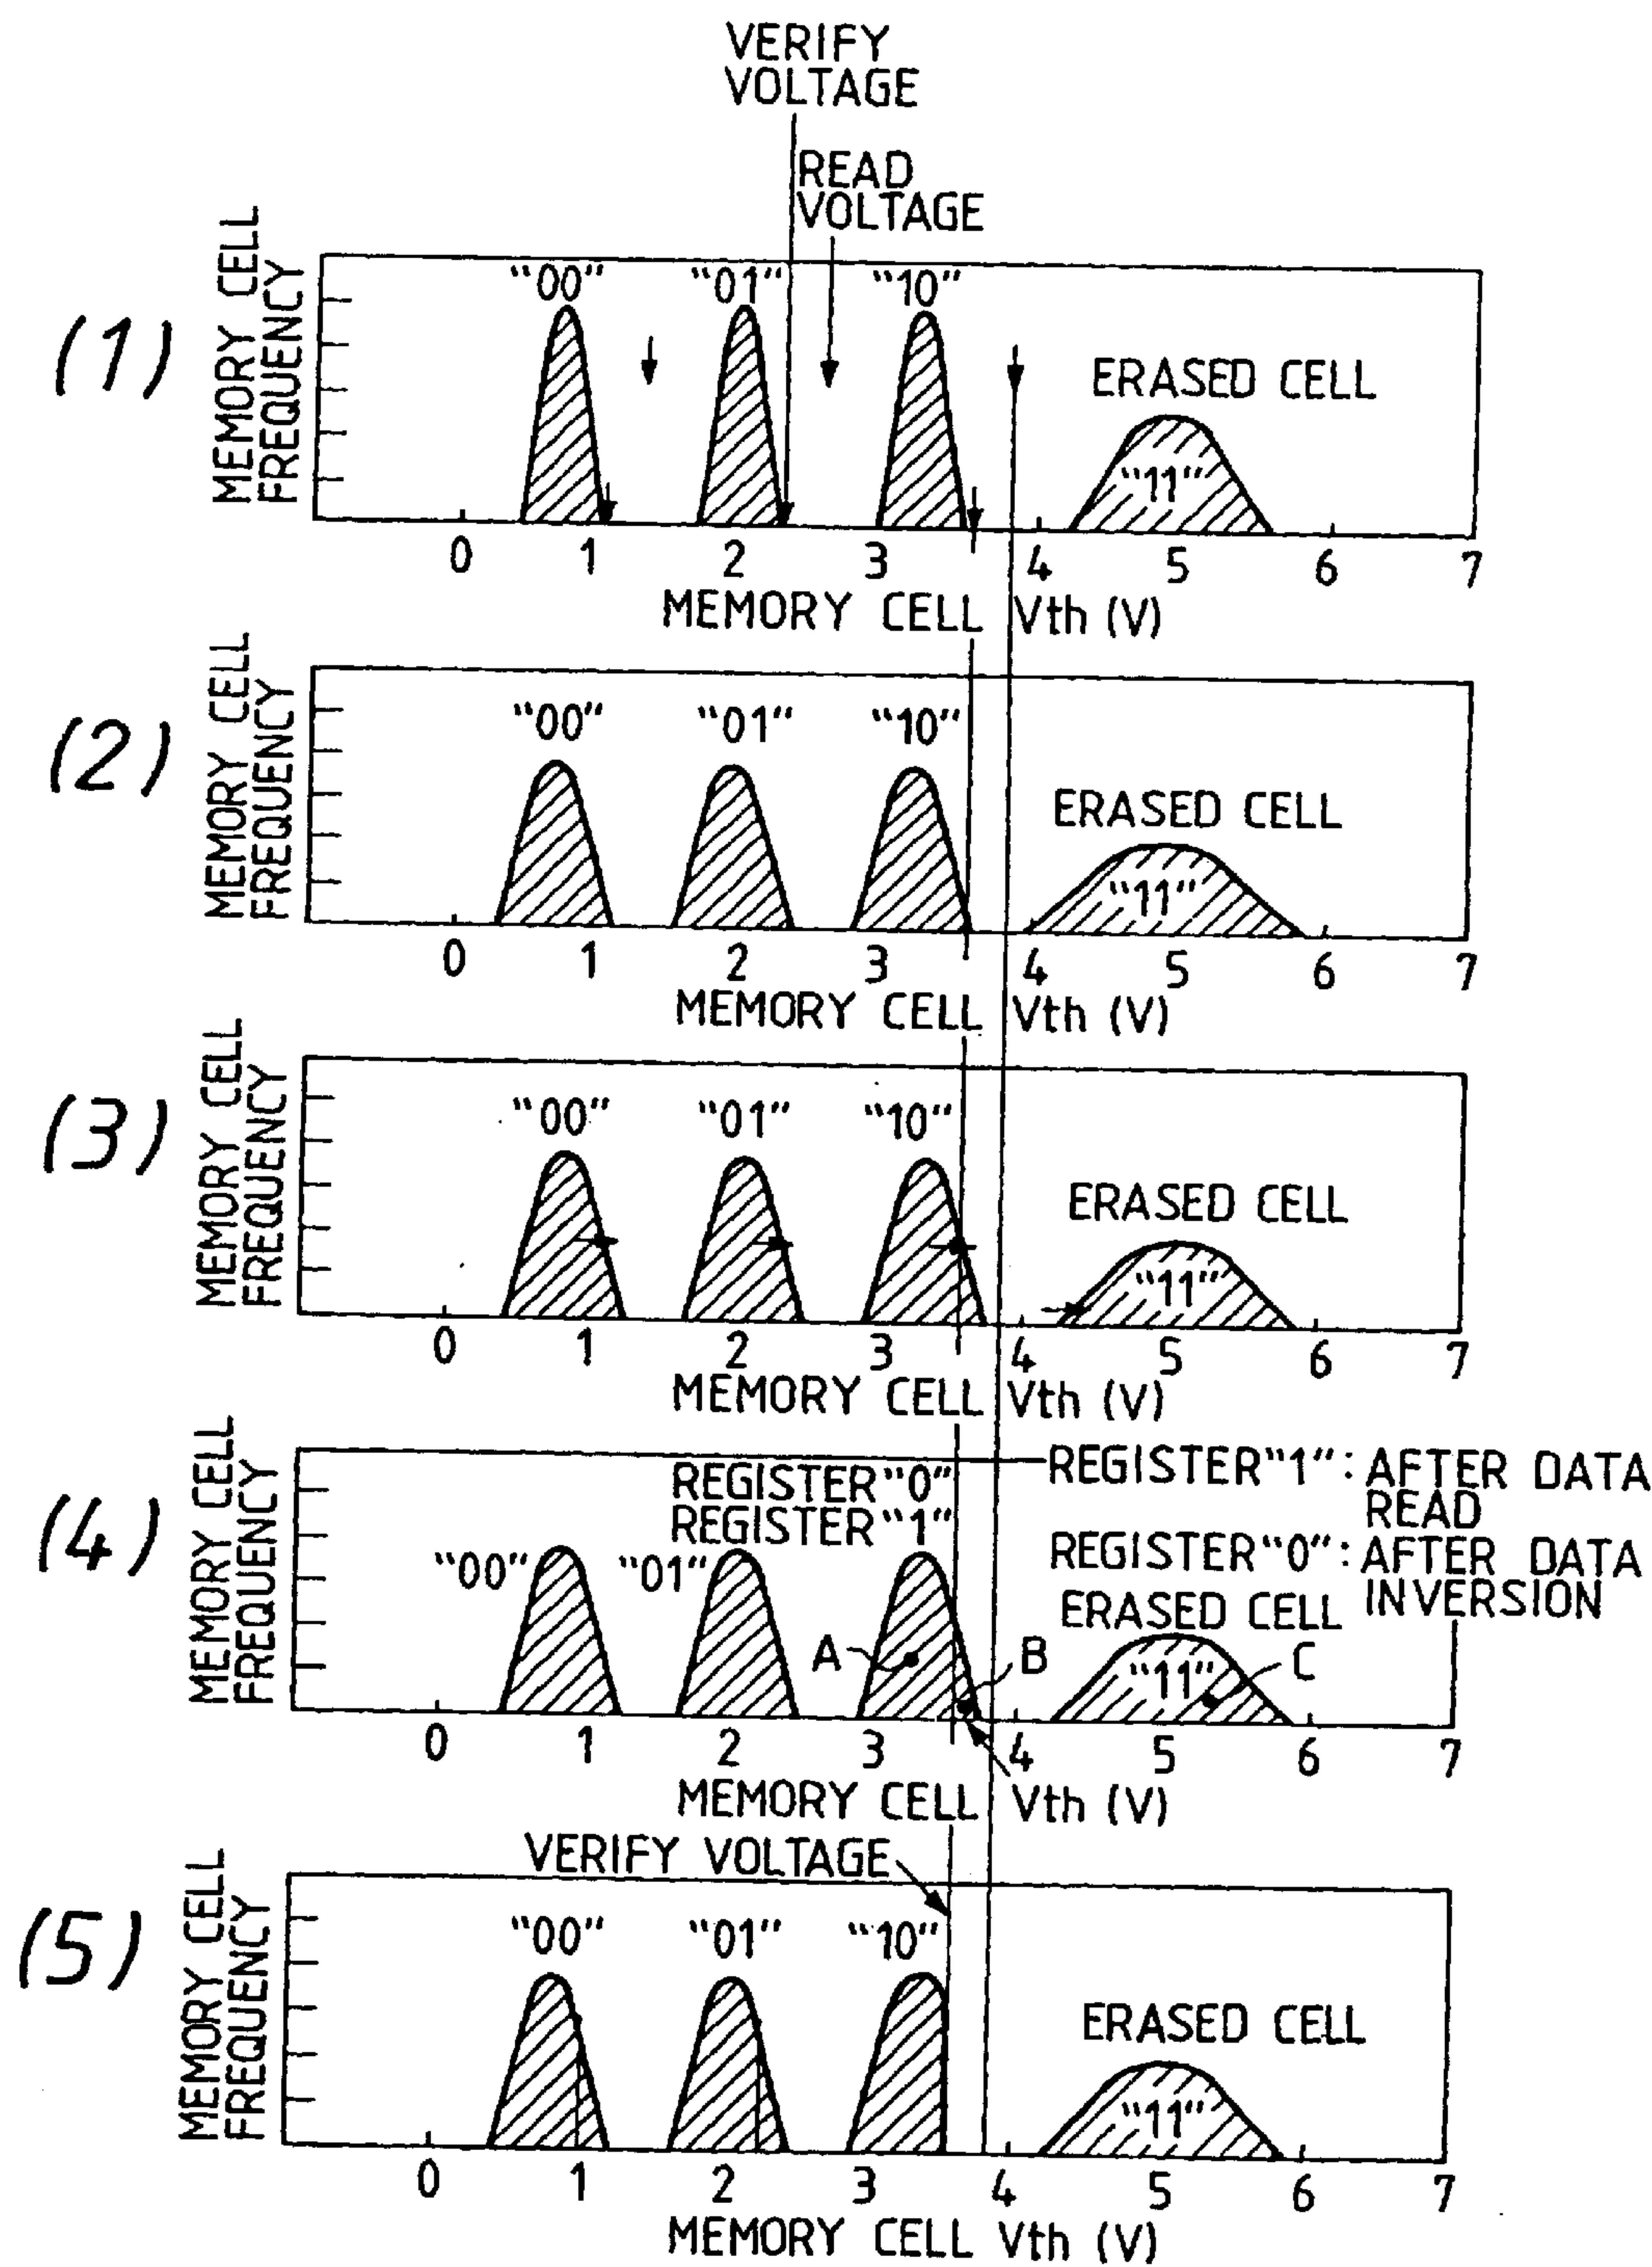 VERIFY
VOLTAGE
READ
VOLTAGE
(1)
MEMORY CELL
FREQUENCY
"00" "01" "10"
ERASED CELL
"11"
0 1 2 3 4 5 6 7
MEMORY CELL Vth (V)
(2)
MEMORY CELL
FREQUENCY
"00" "01" "10"
ERASED CELL
"11"
0 1 2 3 4 5 6 7
MEMORY CELL Vth (V)
(3)
MEMORY CELL
FREQUENCY
"00" "01" "10"
ERASED CELL
"11"
0 1 2 3 4 5 6 7
MEMORY CELL Vth (V)
(4)
MEMORY CELL
FREQUENCY
REGISTER "0"
REGISTER "1"
REGISTER "1" : AFTER DATA
READ
REGISTER "0" : AFTER DATA
INVERSION
"00" "01"
ERASED CELL
A B "11" C
0 1 2 3 4 5 6 7
MEMORY CELL Vth (V)
VERIFY VOLTAGE
(5)
MEMORY CELL
FREQUENCY
"00" "01" "10"
ERASED CELL
"11"
0 1 2 3 4 5 6 7
MEMORY CELL Vth (V)